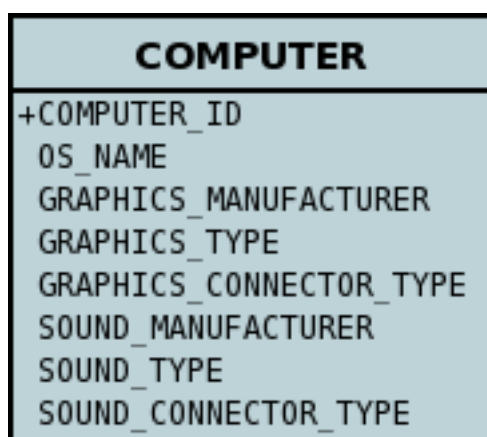 COMPUTER
+COMPUTER_ID
OS_NAME
GRAPHICS_MANUFACTURER
GRAPHICS_TYPE
GRAPHICS_CONNECTOR_TYPE
SOUND_MANUFACTURER
SOUND_TYPE
SOUND_CONNECTOR_TYPE